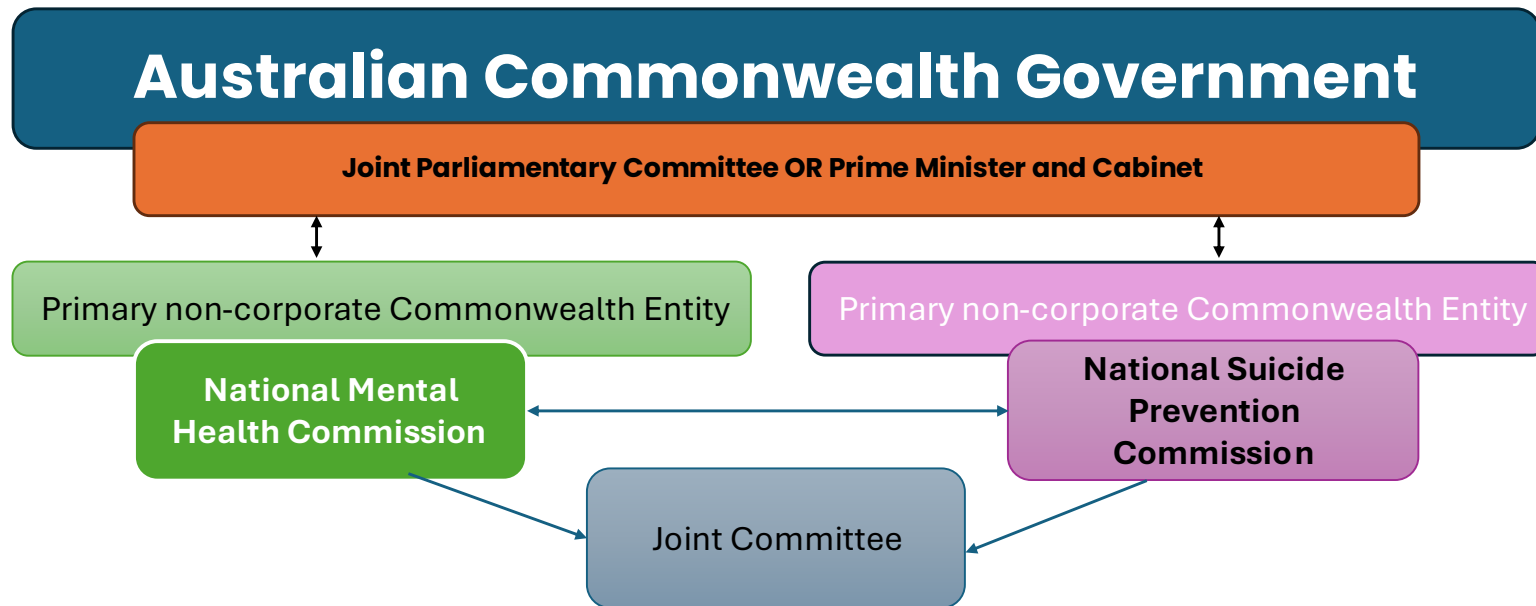 Australian Commonwealth Government
Joint Parliamentary Committee OR Prime Minister and Cabinet
Primary non-corporate Commonwealth Entity
Primary non-corporate Commonwealth Entity
National Mental
Health Commission
National Suicide
Prevention
Commission
Joint Committee